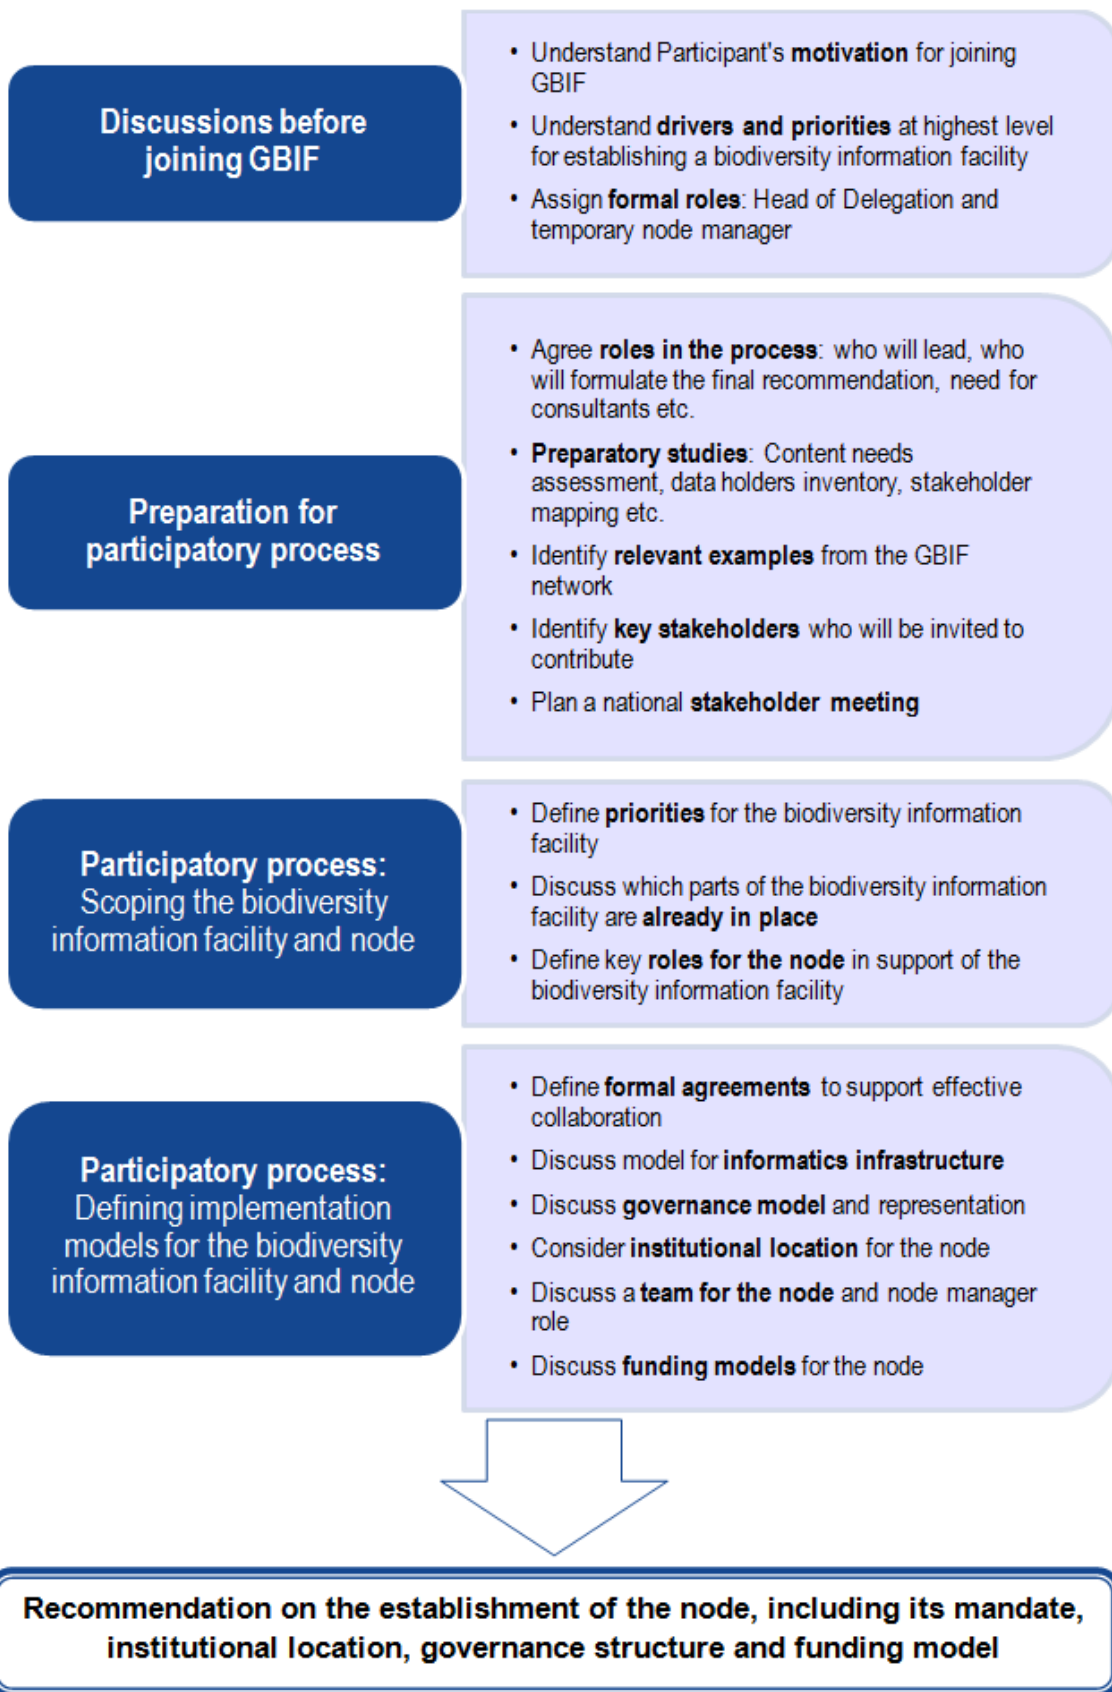 Discussions before
joining GBIF
• Understand Participant's motivation for joining
GBIF
• Understand drivers and priorities at highest level
for establishing a biodiversity information facility
• Assign formal roles: Head of Delegation and
temporary node manager
Preparation for
participatory process
• Agree roles in the process: who will lead, who
will formulate the final recommendation, need for
consultants etc.
• Preparatory studies: Content needs
assessment, data holders inventory, stakeholder
mapping etc.
• Identify relevant examples from the GBIF
network
• Identify key stakeholders who will be invited to
contribute
• Plan a national stakeholder meeting
Participatory process:
Scoping the biodiversity
information facility and node
• Define priorities for the biodiversity information
facility
• Discuss which parts of the biodiversity information
facility are already in place
• Define key roles for the node in support of the
biodiversity information facility
Participatory process:
Defining implementation
models for the biodiversity
information facility and node
• Define formal agreements to support effective
collaboration
• Discuss model for informatics infrastructure
• Discuss governance model and representation
• Consider institutional location for the node
• Discuss a team for the node and node manager
role
• Discuss funding models for the node
Recommendation on the establishment of the node, including its mandate,
institutional location, governance structure and funding model